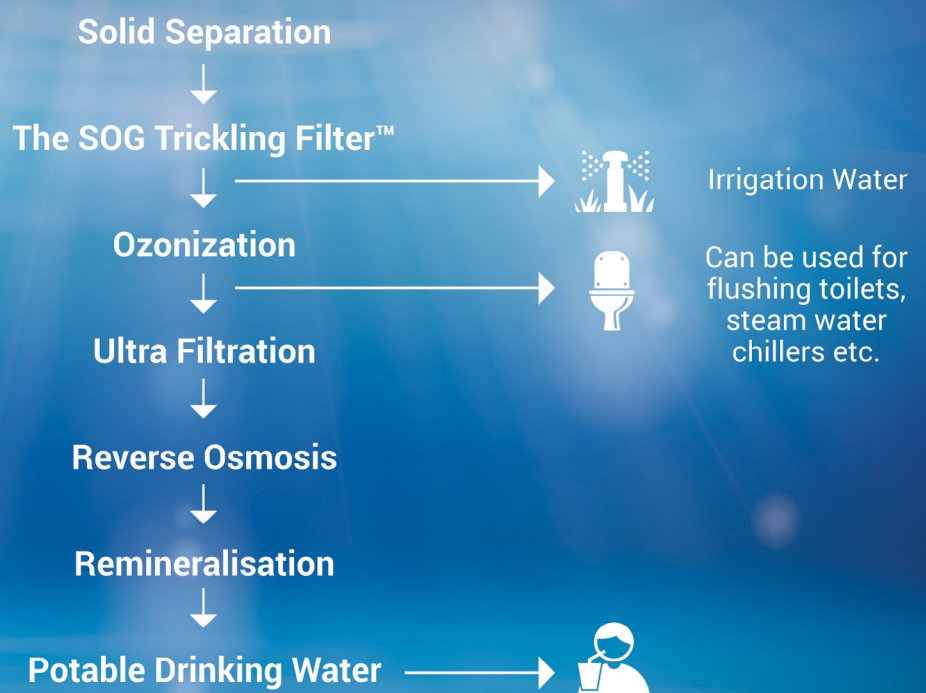 Solid Separation
The SOG Trickling Filter™
Irrigation Water
Ozonization
Can be used for
flushing toilets,
steam water
chillers etc.
Ultra Filtration
Reverse Osmosis
Remineralisation
Potable Drinking Water